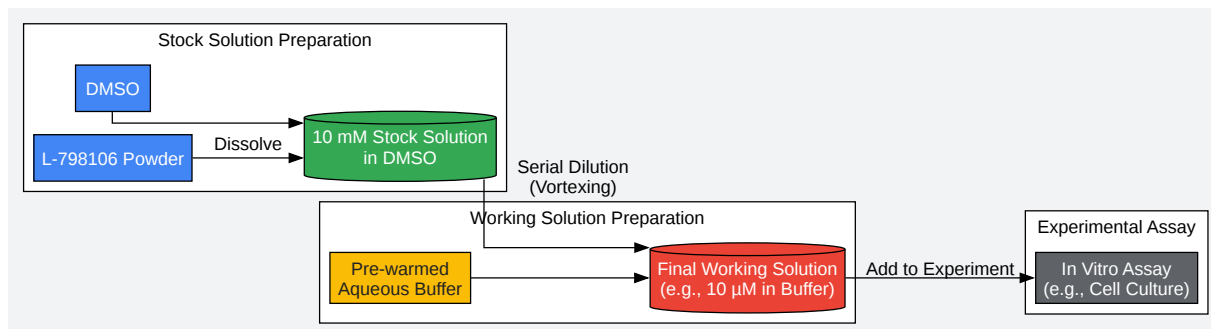 Stock Solution Preparation
DMSO
L-798106 Powder
Dissolve
10 mM Stock Solution
in DMSO
Serial Dilution
(Vortexing)
Working Solution Preparation
Pre-warmed
Aqueous Buffer
Final Working Solution
(e.g., 10 µM in Buffer)
Add to Experiment
Experimental Assay
In Vitro Assay
(e.g., Cell Culture)